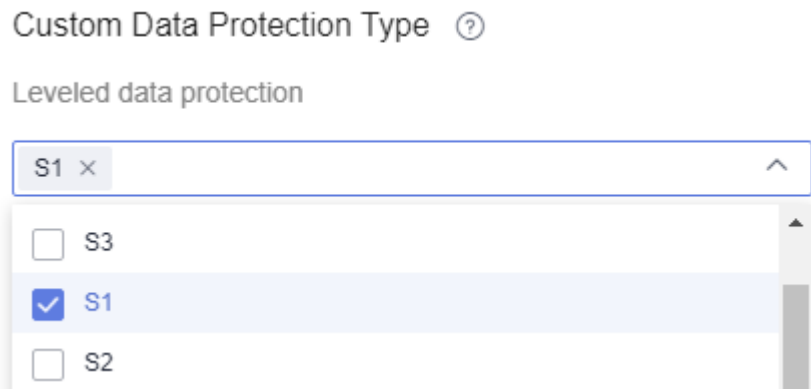 Custom Data Protection Type ?
Leveled data protection
S1 ×
S3
S1
S2